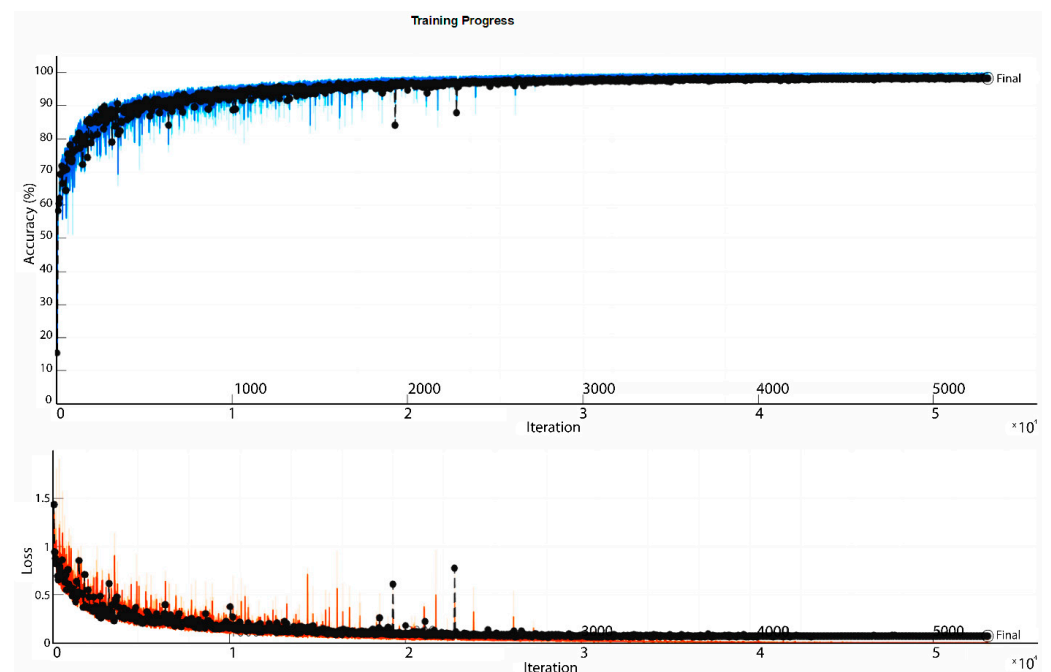 Training Progress
100
90
80
70
60
50
40
30
20
10
0
Accuracy (%)
Final
1000 2000 3000 4000 5000
0 1 2 3 4 5
Iteration
×10⁴
1.5
1
0.5
0
Loss
3000 4000 5000
Final
0 1 2 3 4 5
Iteration
×10⁴